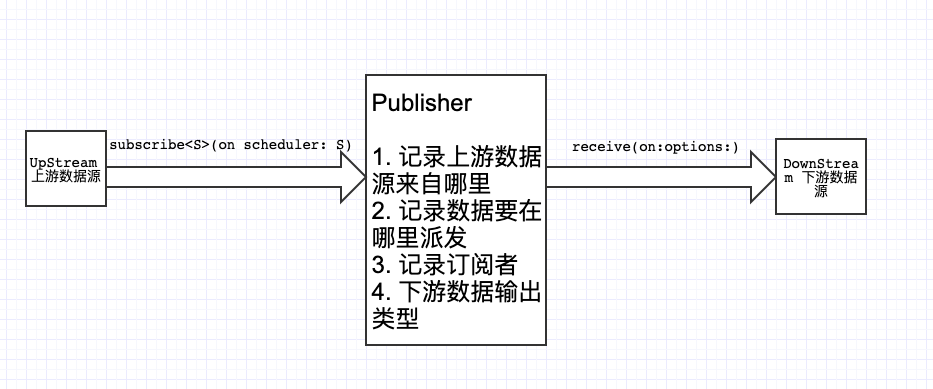 subscribe<S>(on scheduler: S)
UpStream
上游数据源
Publisher
1. 记录上游数据
源来自哪里
2. 记录数据要在
哪里派发
3. 记录订阅者
4. 下游数据输出
类型
receive(on:options:)
DownStrea
m 下游数据
源